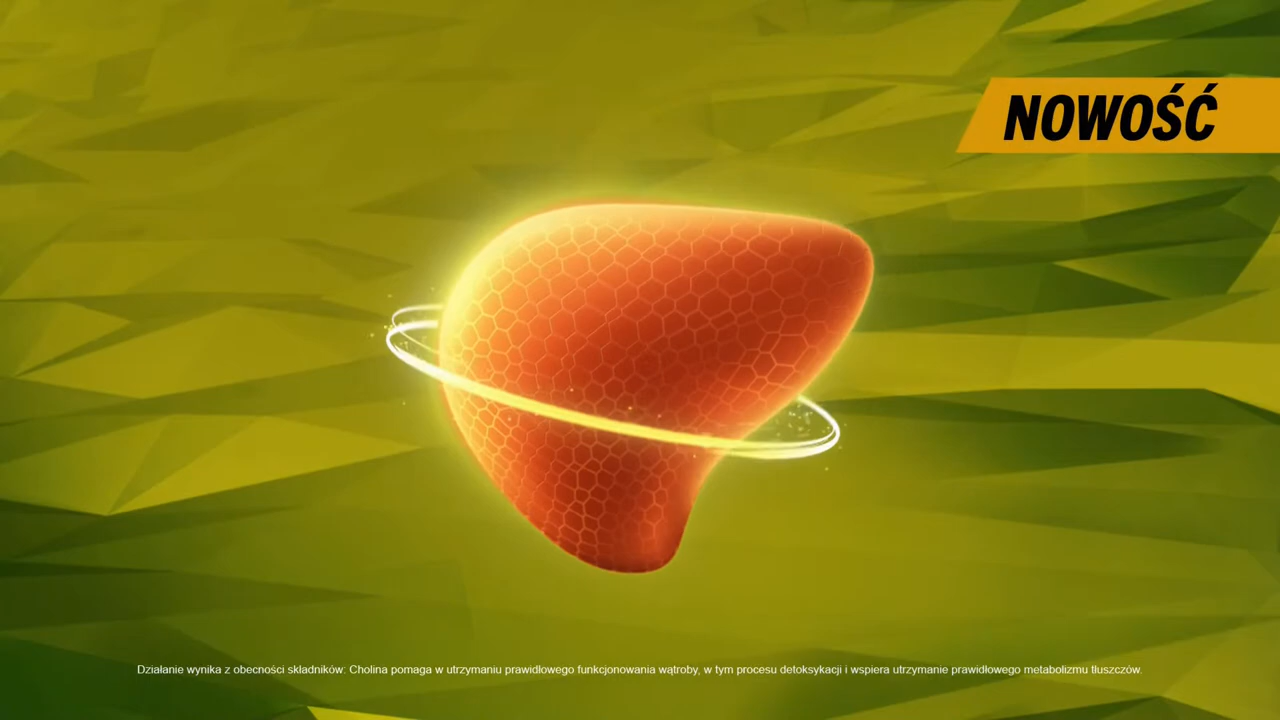 NOWOŚĆ
Działanie wynika z obecności składników: Cholina pomaga w utrzymaniu prawidłowego funkcjonowania wątroby, w tym procesu detoksykacji i wspiera utrzymanie prawidłowego metabolizmu tłuszczów.